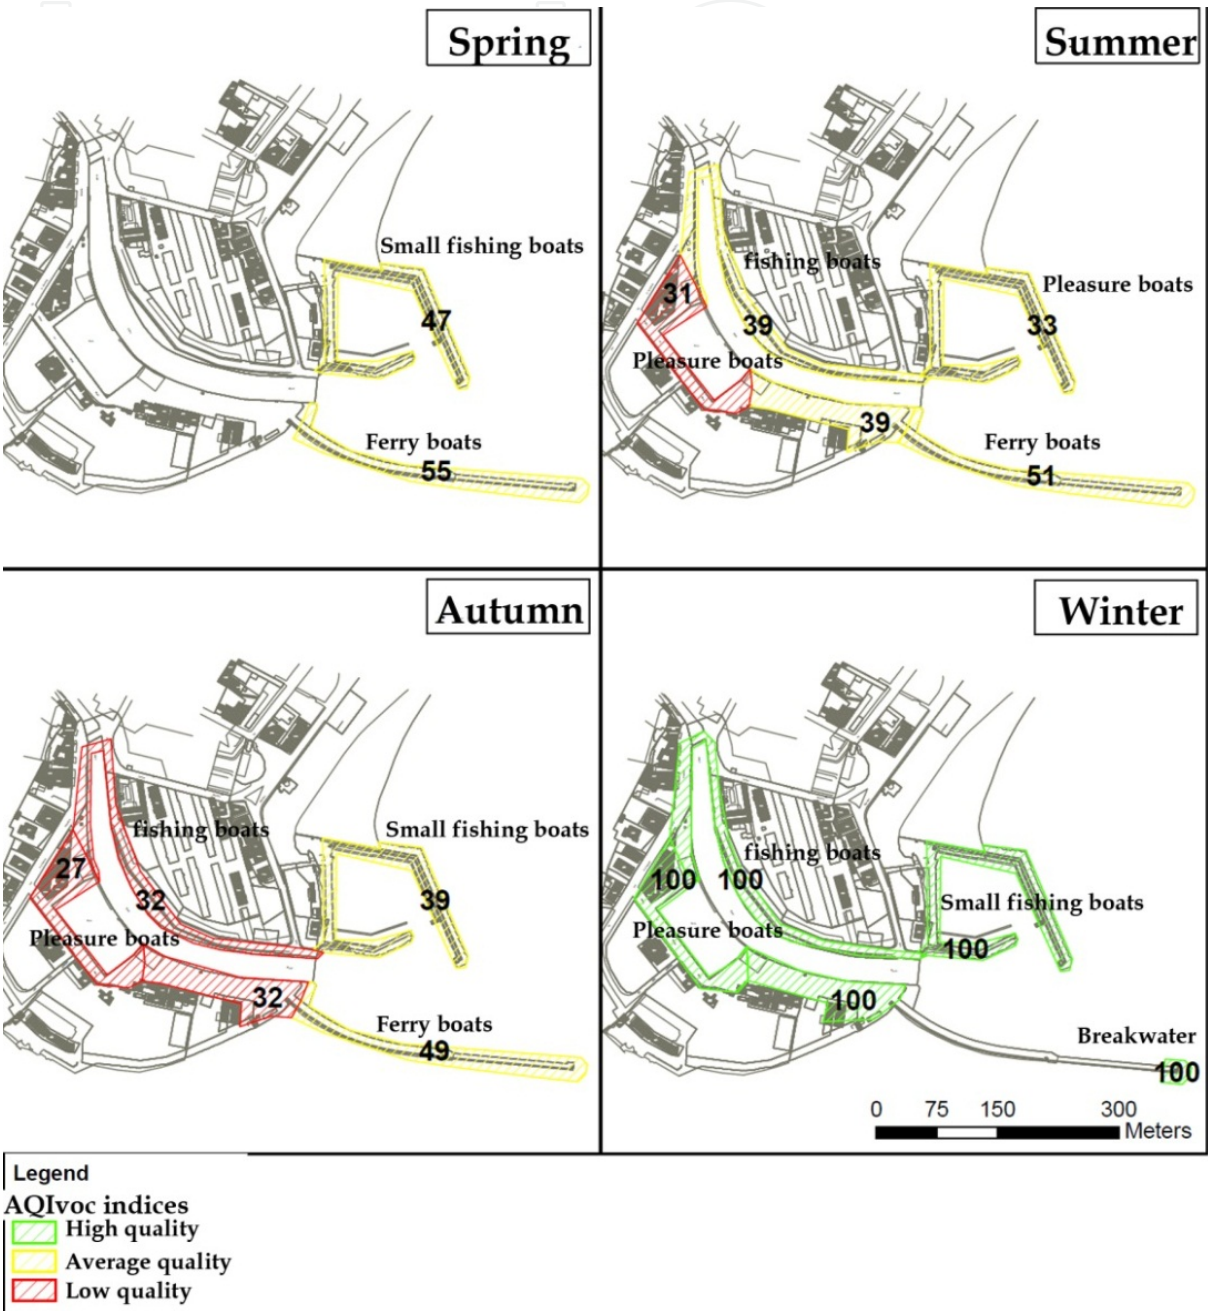 Spring
Small fishing boats
47
Ferry boats
55
Summer
fishing boats
31
Pleasure boats
39
33
Pleasure boats
39
Ferry boats
51
Autumn
fishing boats
Small fishing boats
27
32
39
Pleasure boats
32
Ferry boats
49
Winter
fishing boats
100
100
Small fishing boats
Pleasure boats
100
100
Breakwater
100
0 75 150 300
Meters
Legend
AQIvoc indices
High quality
Average quality
Low quality